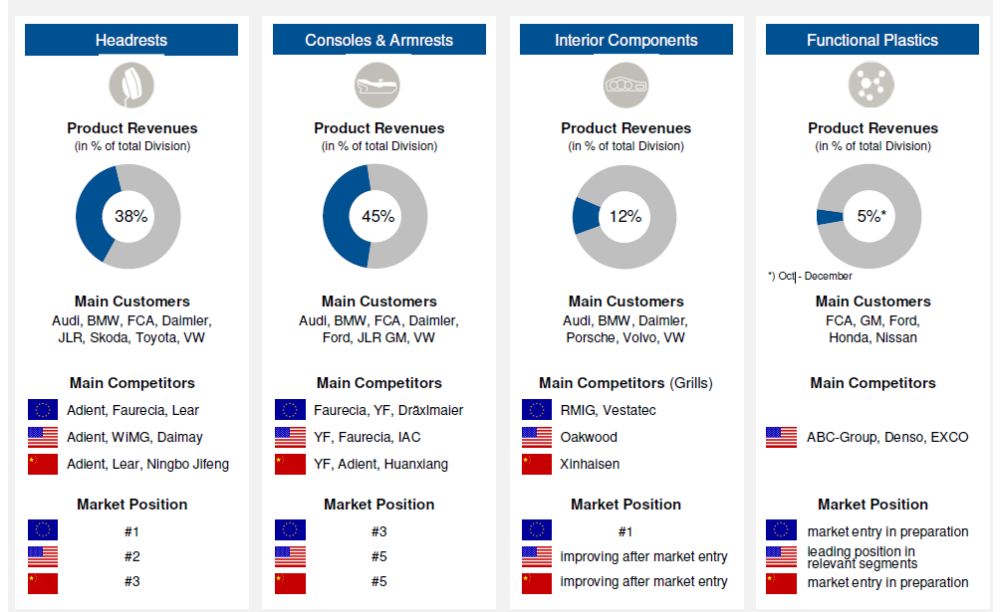 Headrests
Product Revenues
(in % of total Division)
38%
Main Customers
Audi, BMW, FCA, Daimler,
JLR, Skoda, Toyota, VW
Main Competitors
Adient, Faurecia, Lear
Adient, WiMG, Daimay
Adient, Lear, Ningbo Jifeng
Market Position
#1
#2
#3
Consoles & Armrests
Product Revenues
(in % of total Division)
45%
Main Customers
Audi, BMW, FCA, Daimler,
Ford, JLR GM, VW
Main Competitors
Faurecia, YF, Dräxlmaier
YF, Faurecia, IAC
YF, Adient, Huanxiang
Market Position
#3
#5
#5
Interior Components
Product Revenues
(in % of total Division)
12%
Main Customers
Audi, BMW, Daimler,
Porsche, Volvo, VW
Main Competitors (Grills)
RMIG, Vestatec
Oakwood
Xinhaisen
Market Position
#1
improving after market entry
improving after market entry
Functional Plastics
Product Revenues
(in % of total Division)
5%*
*) Oct - December
Main Customers
FCA, GM, Ford,
Honda, Nissan
Main Competitors
ABC-Group, Denso, EXCO
Market Position
market entry in preparation
leading position in
relevant segments
market entry in preparation